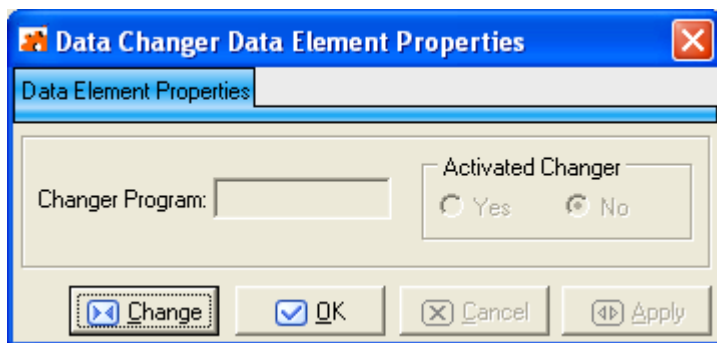 Data Changer Data Element Properties
Data Element Properties
Activated Changer
Changer Program:
Yes No
Change OK Cancel Apply